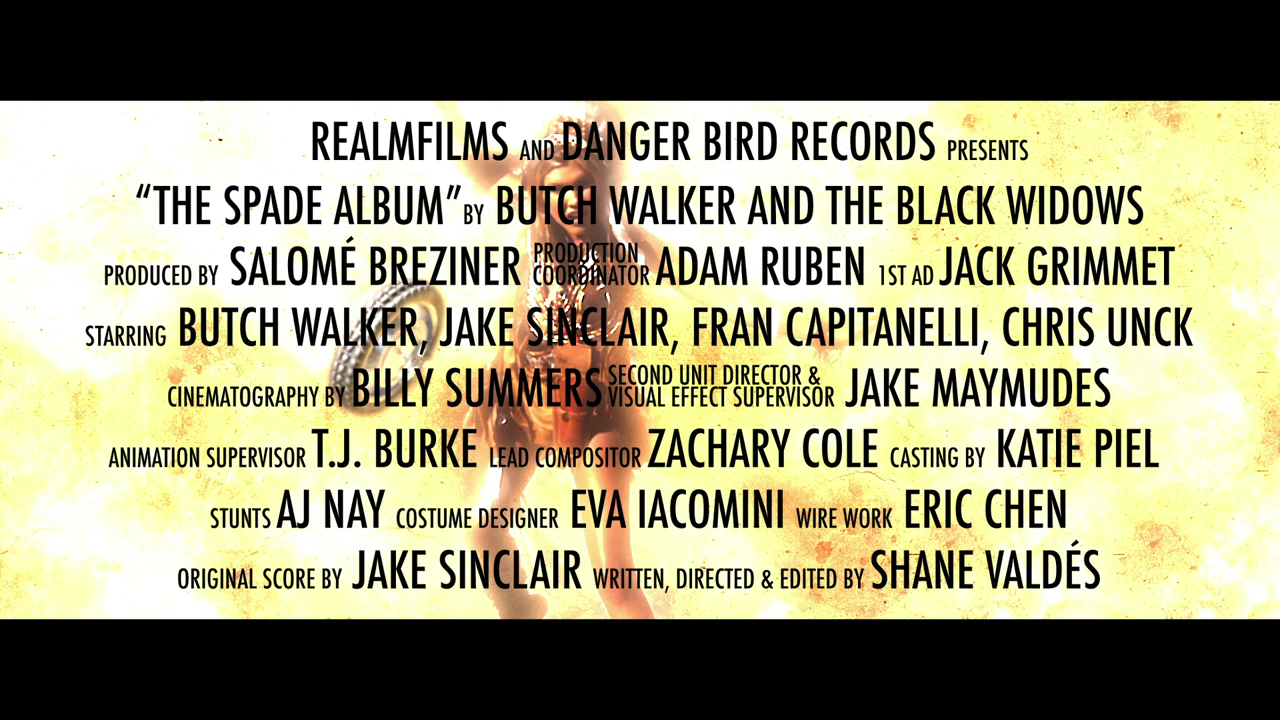 REALMFILMS AND DANGER BIRD RECORDS PRESENTS
“THE SPADE ALBUM” BY BUTCH WALKER AND THE BLACK WIDOWS
PRODUCED BY SALOMÉ BREZINER PRODUCTION COORDINATOR ADAM RUBEN 1ST AD JACK GRIMMET
STARRING BUTCH WALKER, JAKE SINCLAIR, FRAN CAPITANELLI, CHRIS UNCK
CINEMATOGRAPHY BY BILLY SUMMERS SECOND UNIT DIRECTOR & VISUAL EFFECT SUPERVISOR JAKE MAYMUDES
ANIMATION SUPERVISOR T.J. BURKE LEAD COMPOSITOR ZACHARY COLE CASTING BY KATIE PIEL
STUNTS AJ NAY COSTUME DESIGNER EVA IACOMINI WIRE WORK ERIC CHEN
ORIGINAL SCORE BY JAKE SINCLAIR WRITTEN, DIRECTED & EDITED BY SHANE VALDÉS